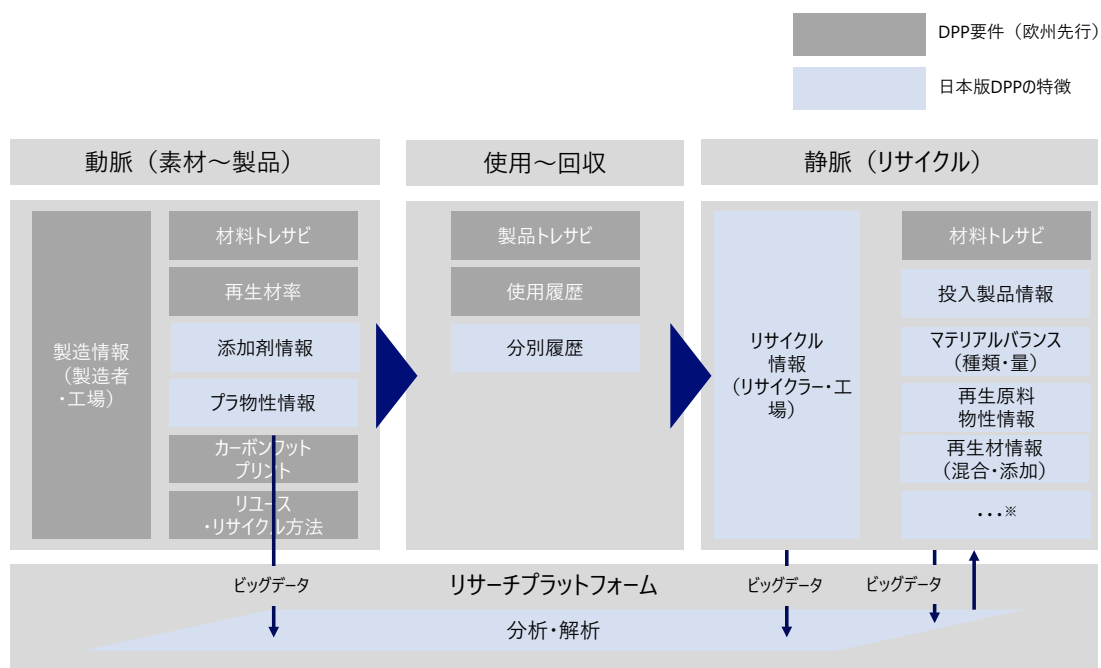 DPP要件（欧州先行）
日本版DPPの特徴
動脈（素材～製品）
使用～回収
静脈（リサイクル）
製造情報
（製造者
・工場）
材料トレサビ
再生材率
添加剤情報
プラ物性情報
カーボンフット
プリント
リユース
・リサイクル方法
製品トレサビ
使用履歴
分別履歴
リサイクル
情報
（リサイクラー・工
場）
材料トレサビ
投入製品情報
マテリアルバランス
（種類・量）
再生原料
物性情報
再生材情報
（混合・添加）
・・・※
ビッグデータ
リサーチプラットフォーム
ビッグデータ
ビッグデータ
分析・解析